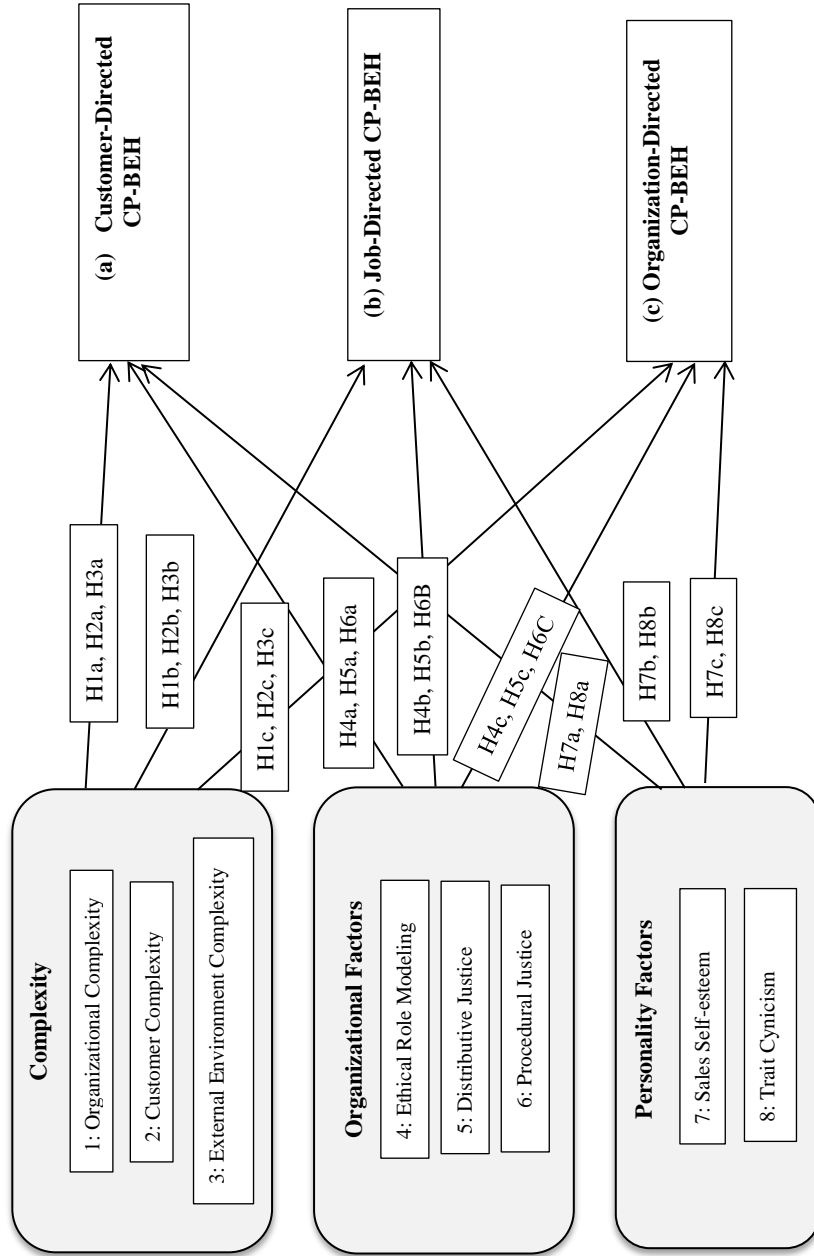 Complexity
1: Organizational Complexity
2: Customer Complexity
3: External Environment Complexity
Organizational Factors
4: Ethical Role Modeling
5: Distributive Justice
6: Procedural Justice
Personality Factors
7: Sales Self-esteem
8: Trait Cynicism
H1a, H2a, H3a
H1b, H2b, H3b
H1c, H2c, H3c
H4a, H5a, H6a
H4b, H5b, H6B
H4c, H5c, H6C
H7a, H8a
H7b, H8b
H7c, H8c
(a) Customer-Directed
CP-BEH
(b) Job-Directed CP-BEH
(c) Organization-Directed
CP-BEH